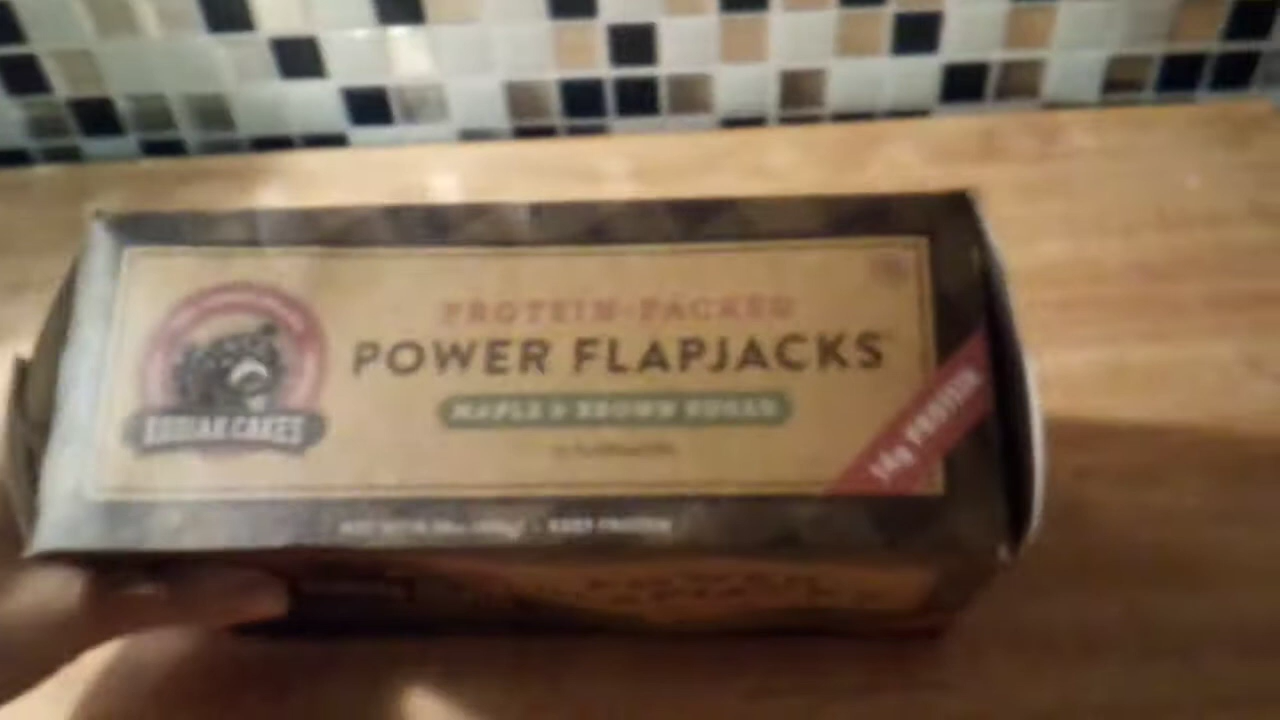 PROTEIN-PACKED
POWER FLAPJACKS
MAPLE & BROWN SUGAR
KODIAK CAKES
14g PROTEIN
KEEP FROZEN